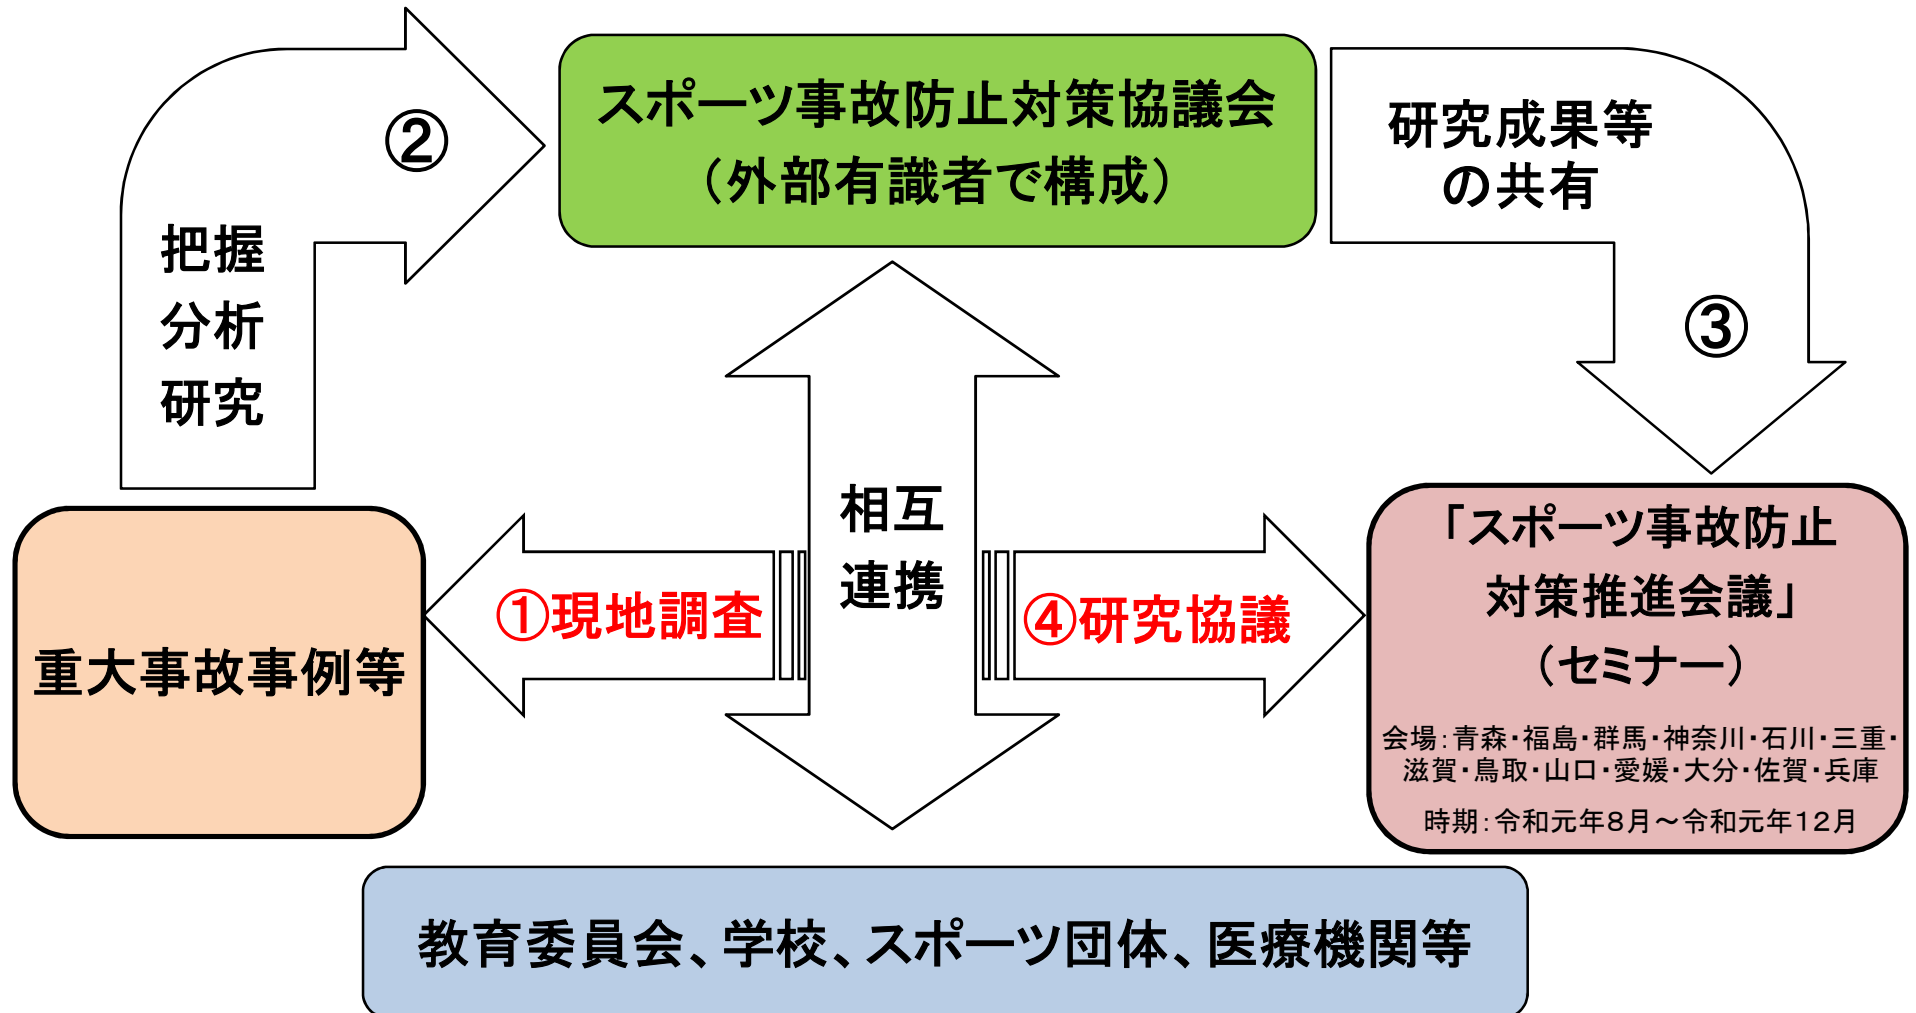 ②
スポーツ事故防止対策協議会
（外部有識者で構成）
研究成果等
の共有
③
把握
分析
研究
相互
連携
①現地調査
④研究協議
重大事故事例等
「スポーツ事故防止
対策推進会議」
（セミナー）
会場：青森・福島・群馬・神奈川・石川・三重・
滋賀・鳥取・山口・愛媛・大分・佐賀・兵庫
時期：令和元年８月～令和元年１２月
教育委員会、学校、スポーツ団体、医療機関等